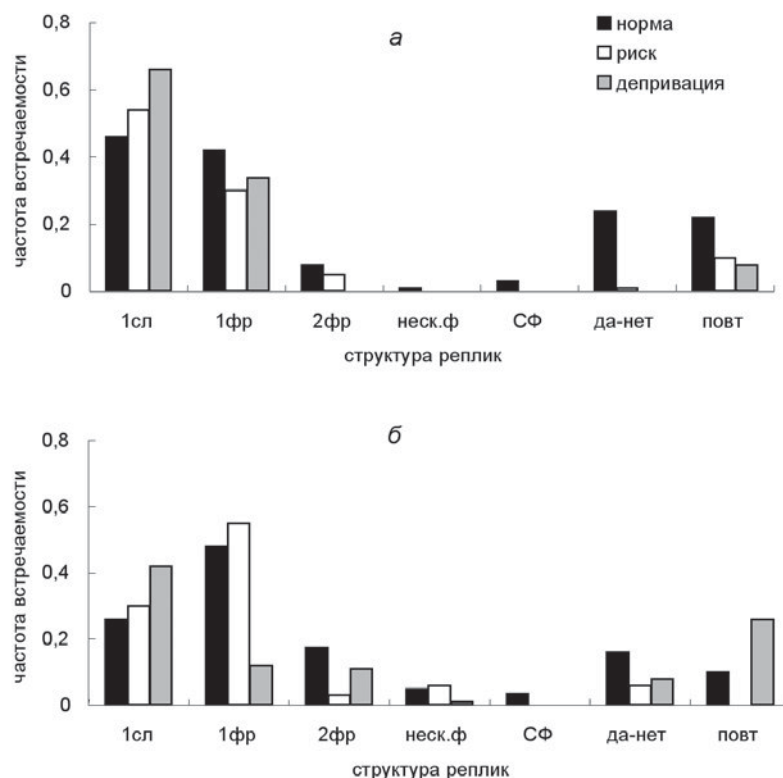 а
норма
риск
депривация
частота встречаемости
0,8
0,6
0,4
0,2
0
1сл 1фр 2фр неск.ф СФ да-нет повт
структура реплик
б
частота встречаемости
0,8
0,6
0,4
0,2
0
1сл 1фр 2фр неск.ф СФ да-нет повт
структура реплик